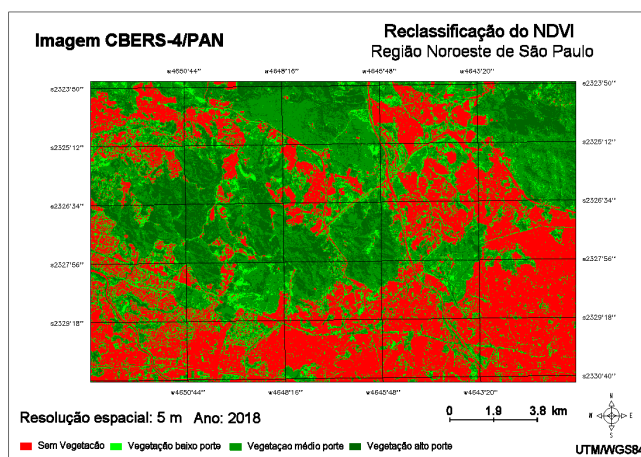 Imagem CBERS-4/PAN
Reclassificação do NDVI
Região Noroeste de São Paulo
w4650'44'' w4648'16'' w4645'48'' w4643'20''
s2323'50'' s2323'50''
s2325'12'' s2325'12''
s2326'34'' s2326'34''
s2327'56'' s2327'56''
s2329'18'' s2329'18''
s2330'40''
w4650'44'' w4648'16'' w4645'48'' w4643'20''
Resolução espacial: 5 m Ano: 2018
0 1.9 3.8 km
N
W E
S
Sem Vegetacão Vegetação baixo porte Vegetaçao médio porte Vegetação alto porte
UTM/WGS84